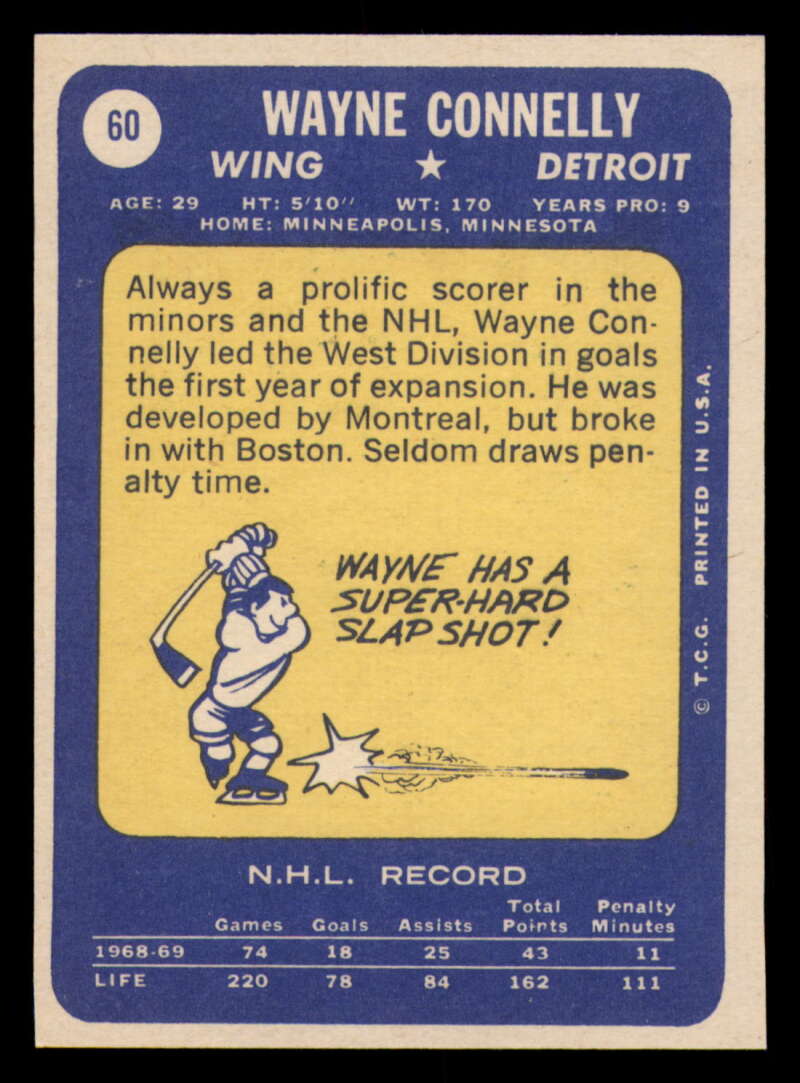 60
WAYNE CONNELLY
WING ★ DETROIT
AGE: 29 HT: 5'10" WT: 170 YEARS PRO: 9
HOME: MINNEAPOLIS, MINNESOTA
Always a prolific scorer in the
minors and the NHL, Wayne Con-
nelly led the West Division in goals
the first year of expansion. He was
developed by Montreal, but broke
in with Boston. Seldom draws pen-
alty time.
WAYNE HAS A
SUPER-HARD
SLAP SHOT!
© T.C.G. PRINTED IN U.S.A.
N.H.L. RECORD
Total Penalty
Games Goals Assists Points Minutes
1968-69 74 18 25 43 11
LIFE 220 78 84 162 111